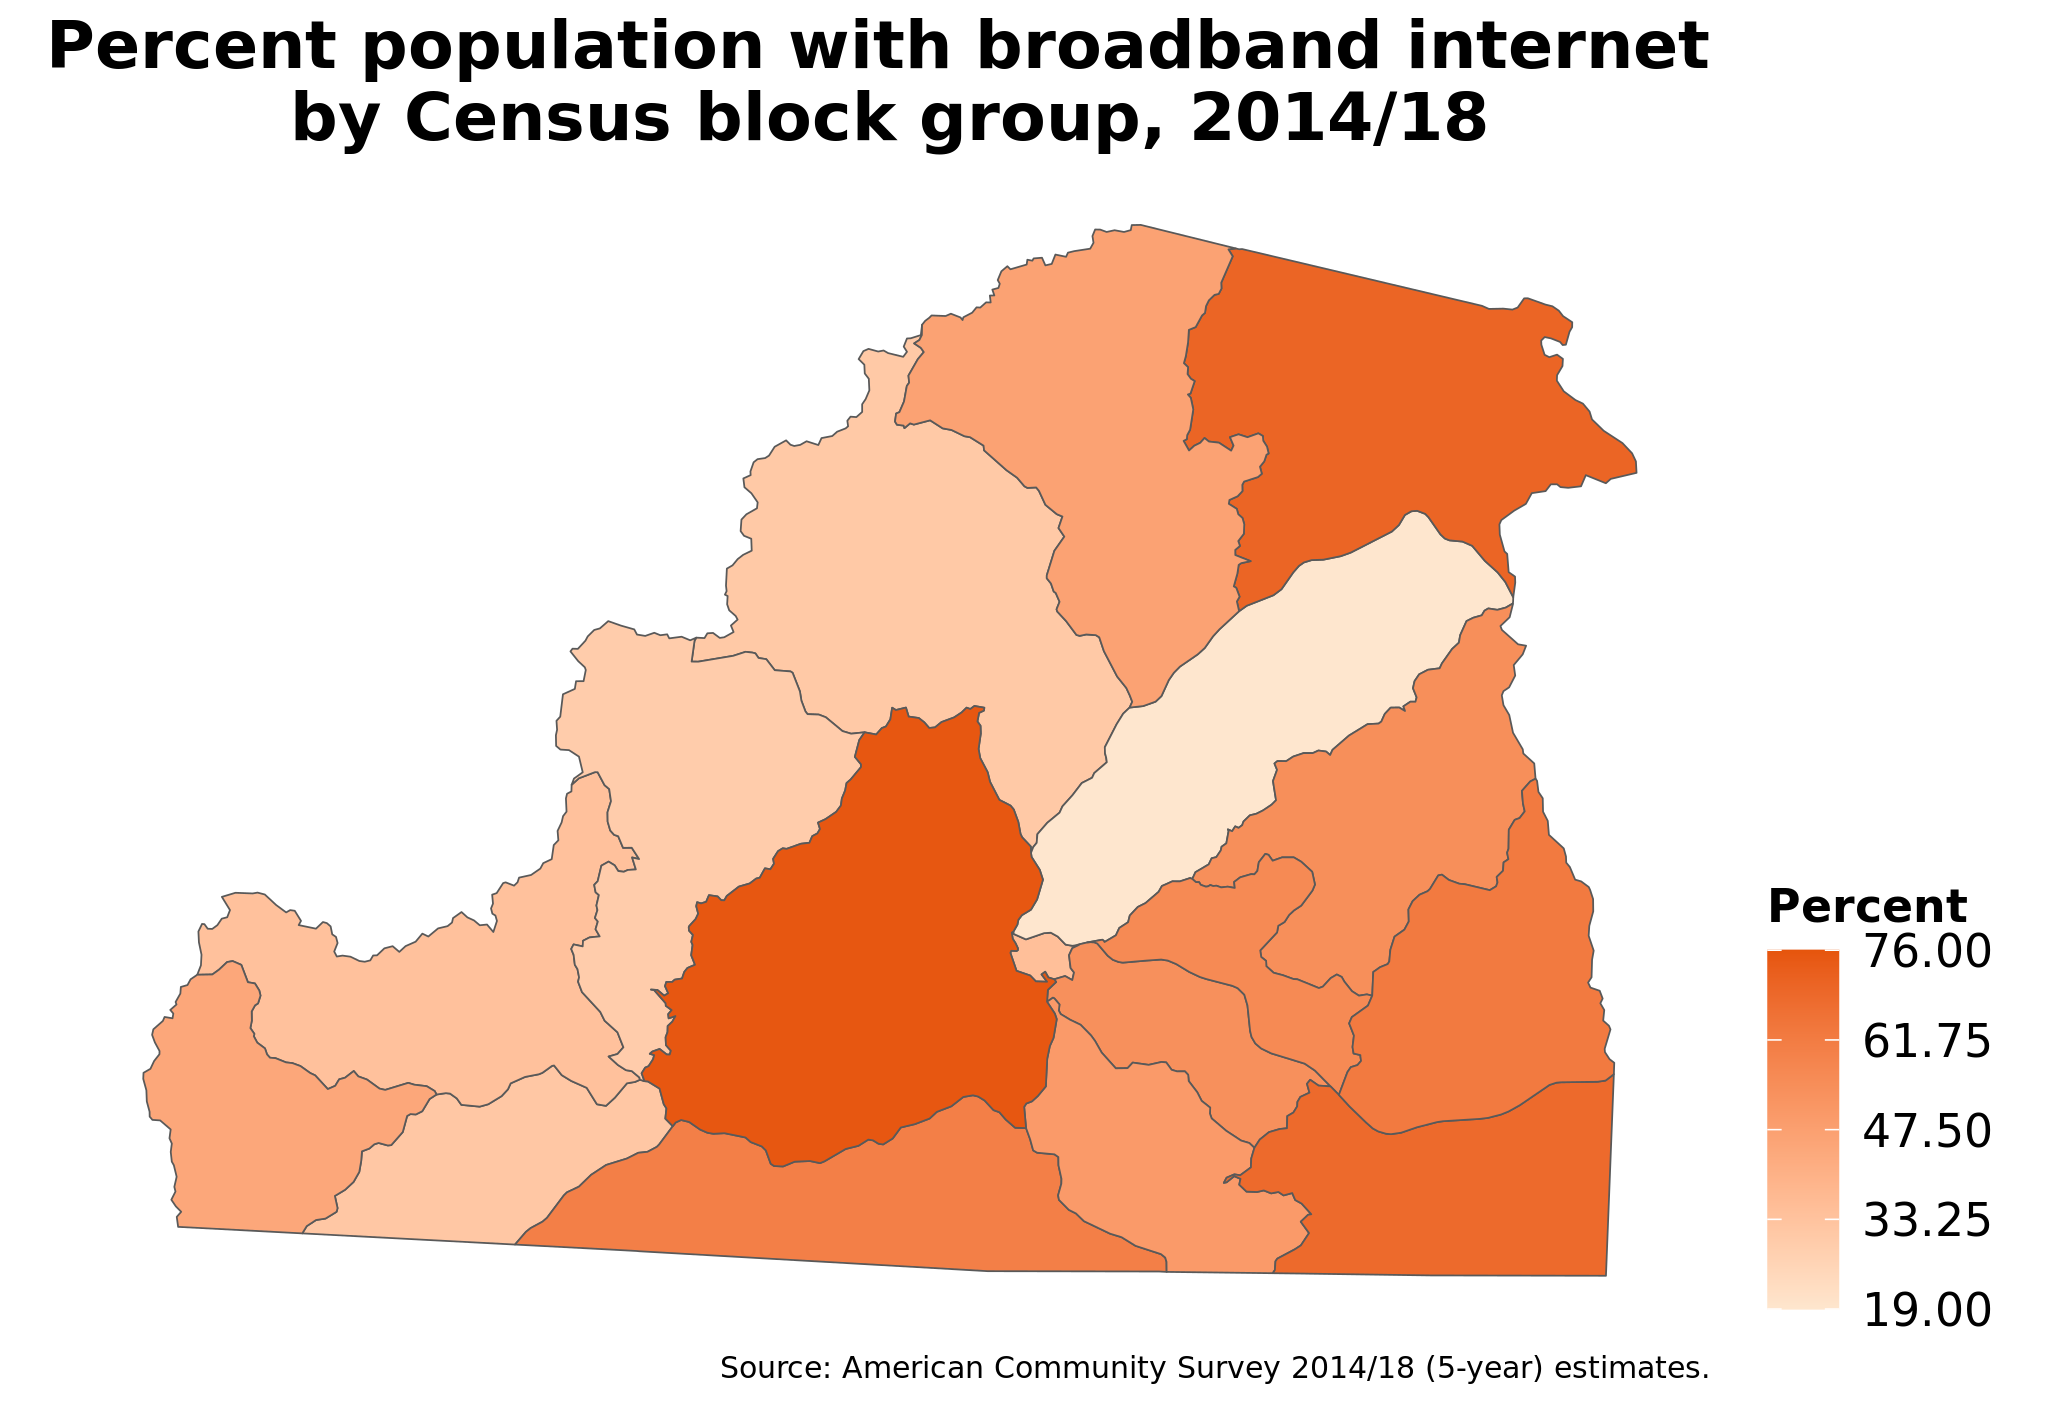 Percent population with broadband internet
by Census block group, 2014/18
Percent
76.00
61.75
47.50
33.25
19.00
Source: American Community Survey 2014/18 (5-year) estimates.